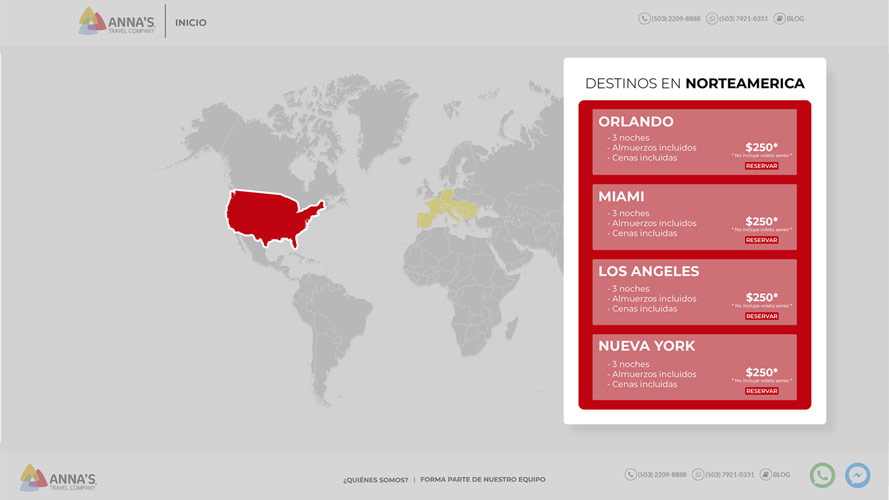 ANNA'S
TRAVEL COMPANY
INICIO
(503) 2209-8888
(503) 7921-0331
BLOG
DESTINOS EN NORTEAMERICA
ORLANDO
- 3 noches
- Almuerzos incluidos
- Cenas incluidas
$250*
* No incluye voleto aereo *
RESERVAR
MIAMI
- 3 noches
- Almuerzos incluidos
- Cenas incluidas
$250*
* No incluye voleto aereo *
RESERVAR
LOS ANGELES
- 3 noches
- Almuerzos incluidos
- Cenas incluidas
$250*
* No incluye voleto aereo *
RESERVAR
NUEVA YORK
- 3 noches
- Almuerzos incluidos
- Cenas incluidas
$250*
* No incluye voleto aereo *
RESERVAR
ANNA'S
TRAVEL COMPANY
¿QUIÉNES SOMOS? | FORMA PARTE DE NUESTRO EQUIPO
(503) 2209-8888
(503) 7921-0331
BLOG